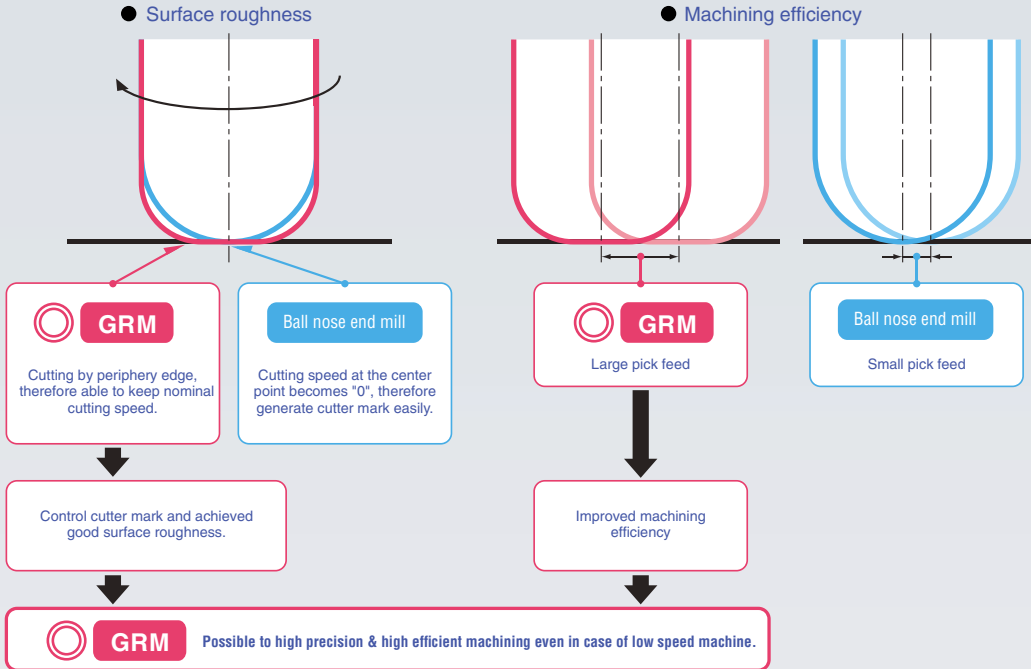 ● Surface roughness
● Machining efficiency
◎ GRM
Cutting by periphery edge,
therefore able to keep nominal
cutting speed.
Ball nose end mill
Cutting speed at the center
point becomes "0", therefore
generate cutter mark easily.
◎ GRM
Large pick feed
Ball nose end mill
Small pick feed
Control cutter mark and achieved
good surface roughness.
Improved machining
efficiency
◎ GRM Possible to high precision & high efficient machining even in case of low speed machine.